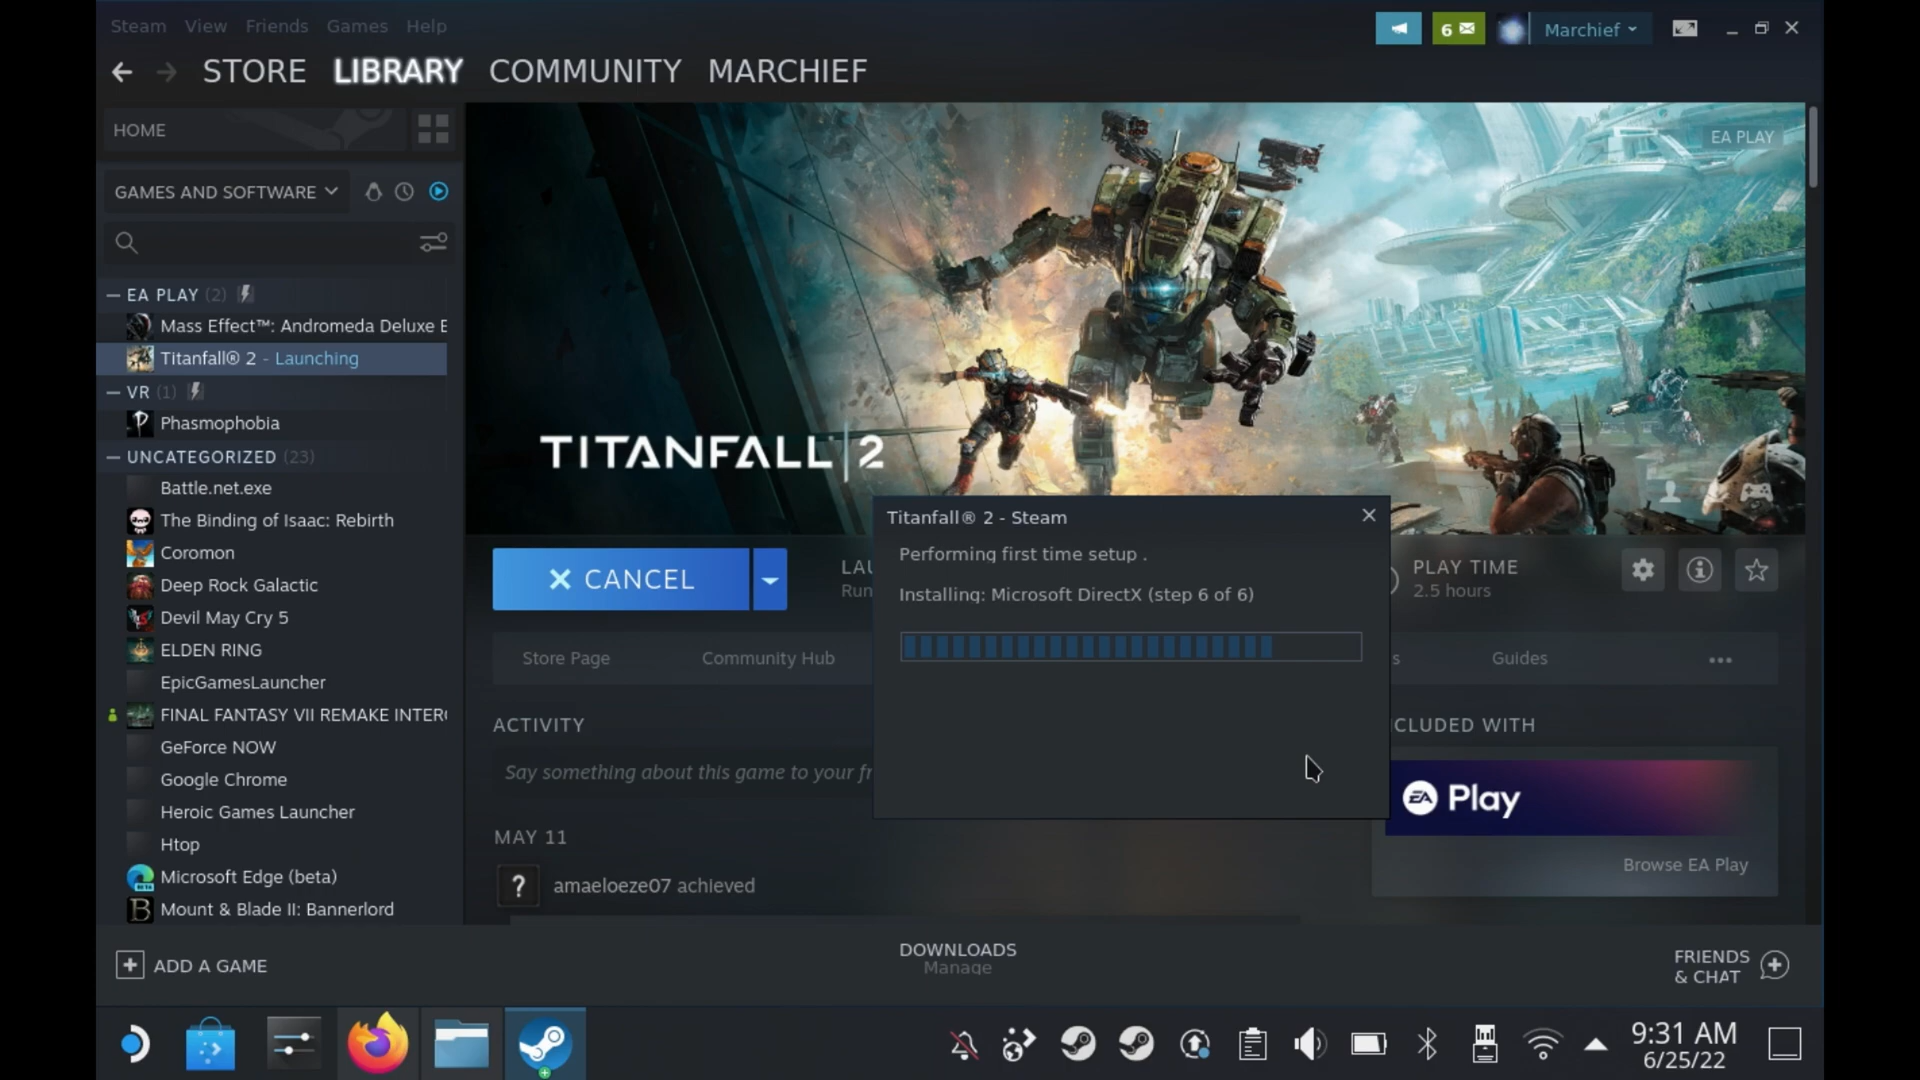 Steam View Friends Games Help
6
Marchief
STORE LIBRARY COMMUNITY MARCHIEF
HOME
EA PLAY
GAMES AND SOFTWARE
— EA PLAY (2)
Mass Effect™: Andromeda Deluxe E
Titanfall® 2 - Launching
— VR (1)
Phasmophobia
— UNCATEGORIZED (23)
Battle.net.exe
The Binding of Isaac: Rebirth
Coromon
Deep Rock Galactic
Devil May Cry 5
ELDEN RING
EpicGamesLauncher
FINAL FANTASY VII REMAKE INTER
GeForce NOW
Google Chrome
Heroic Games Launcher
Htop
Microsoft Edge (beta)
Mount & Blade II: Bannerlord
TITANFALL 2
Titanfall® 2 - Steam
Performing first time setup .
Installing: Microsoft DirectX (step 6 of 6)
CANCEL
LAU
Run
PLAY TIME
2.5 hours
Store Page
Community Hub
s
Guides
ACTIVITY
Say something about this game to your fr
CLUDED WITH
EA Play
Browse EA Play
MAY 11
? amaeloeze07 achieved
ADD A GAME
DOWNLOADS
Manage
FRIENDS
& CHAT
9:31 AM
6/25/22